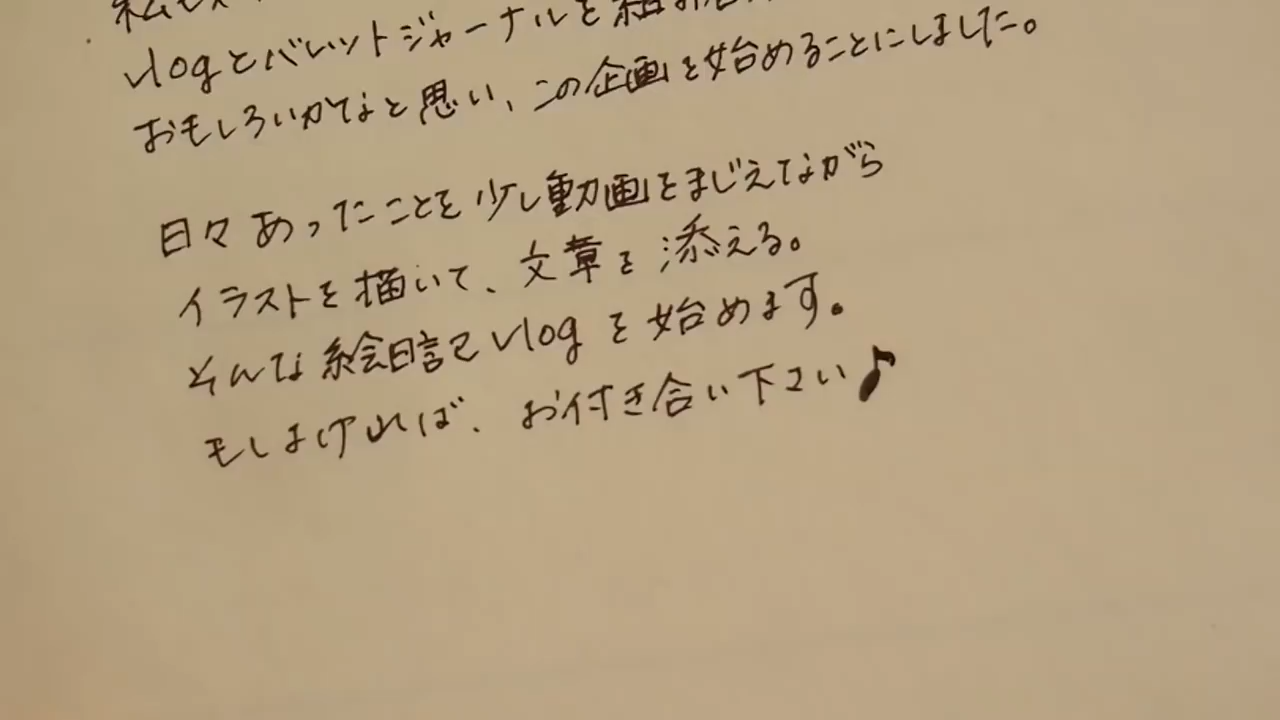 vlogとバレットジャーナルを組み
おもしろいかなと思い、この企画を始めることにしました。
日々あったことを少し動画をまじえてながら
イラストを描いて、文章を添える。
そんな絵日記vlogを始めます。
もしよければ、お付き合い下さい♪